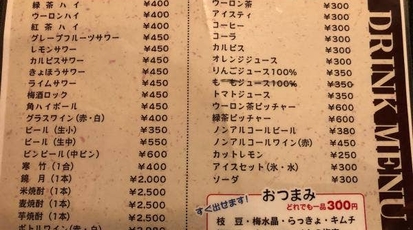 緑茶ハイ ¥400
ウーロンハイ ¥400
紅茶ハイ ¥400
グレープフルーツサワー ¥450
レモンサワー ¥450
カルピスサワー ¥450
きょほうサワー ¥450
ライムサワー ¥450
梅酒ロック ¥450
角ハイボール ¥450
グラスワイン(赤・白) ¥400
ビール(生小) ¥350
ビール(生中) ¥550
ビンビール(中ビン) ¥600
寒竹(1合) ¥400
鏡月(1本) ¥2,000
米焼酎(1本) ¥2,500
麦焼酎(1本) ¥2,500
芋焼酎(1本) ¥2,500
ボトルワイン(赤・白)
ウーロン茶 ¥300
アイスティ ¥300
コーヒー ¥300
コーラ ¥300
カルピス ¥300
オレンジジュース ¥300
りんごジュース100% ¥350
ももジュース100% ¥350
トマトジュース ¥300
ウーロン茶ピッチャー ¥600
緑茶ピッチャー ¥600
ノンアルコールビール ¥380
ノンアルコールワイン(赤) ¥450
カットレモン ¥250
アイスセット(氷・水) ¥300
ソーダ ¥300
DRINK MENU
すぐ出せます!
おつまみ
どれでも一品300円
枝豆・梅水晶・らっきょ・キムチ